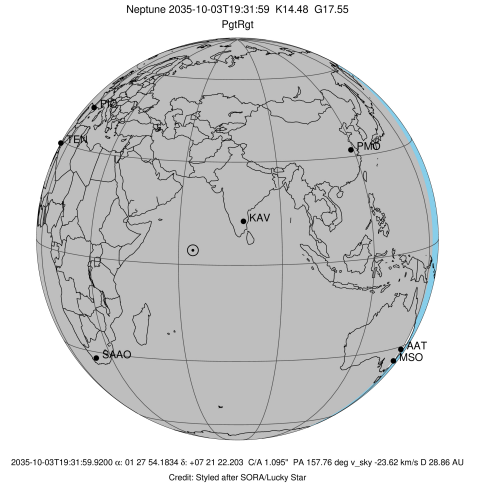 Neptune 2035-10-03T19:31:59 K14.48 G17.55
PgtRgt
PIC
TEN
PMO
KAV
AAT
MSO
SAAO
2035-10-03T19:31:59.9200 α: 01 27 54.1834 δ: +07 21 22.203 C/A 1.095" PA 157.76 deg v_sky -23.62 km/s D 28.86 AU
Credit: Styled after SORA/Lucky Star